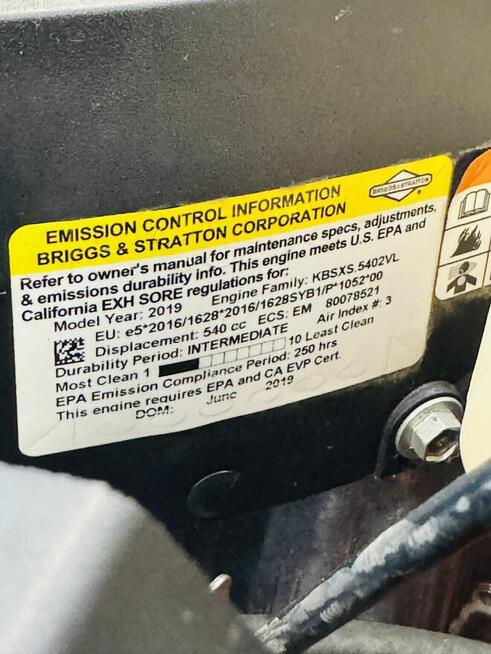 BRIGGS & STRATTON
EMISSION CONTROL INFORMATION
BRIGGS & STRATTON CORPORATION
Refer to owner's manual for maintenance specs, adjustments,
& emissions durability info. This engine meets U.S. EPA and
California EXH SORE regulations for:
Model Year: 2019 Engine Family: KBSXS.5402VL
EU: e5*2016/1628*2016/1628SYB1/P*1052*00
Displacement: 540 cc ECS: EM 80078521
Durability Period: INTERMEDIATE Air Index #: 3
Most Clean 1 10 Least Clean
EPA Emission Compliance Period: 250 hrs
This engine requires EPA and CA EVP Cert.
DOM: June 2019